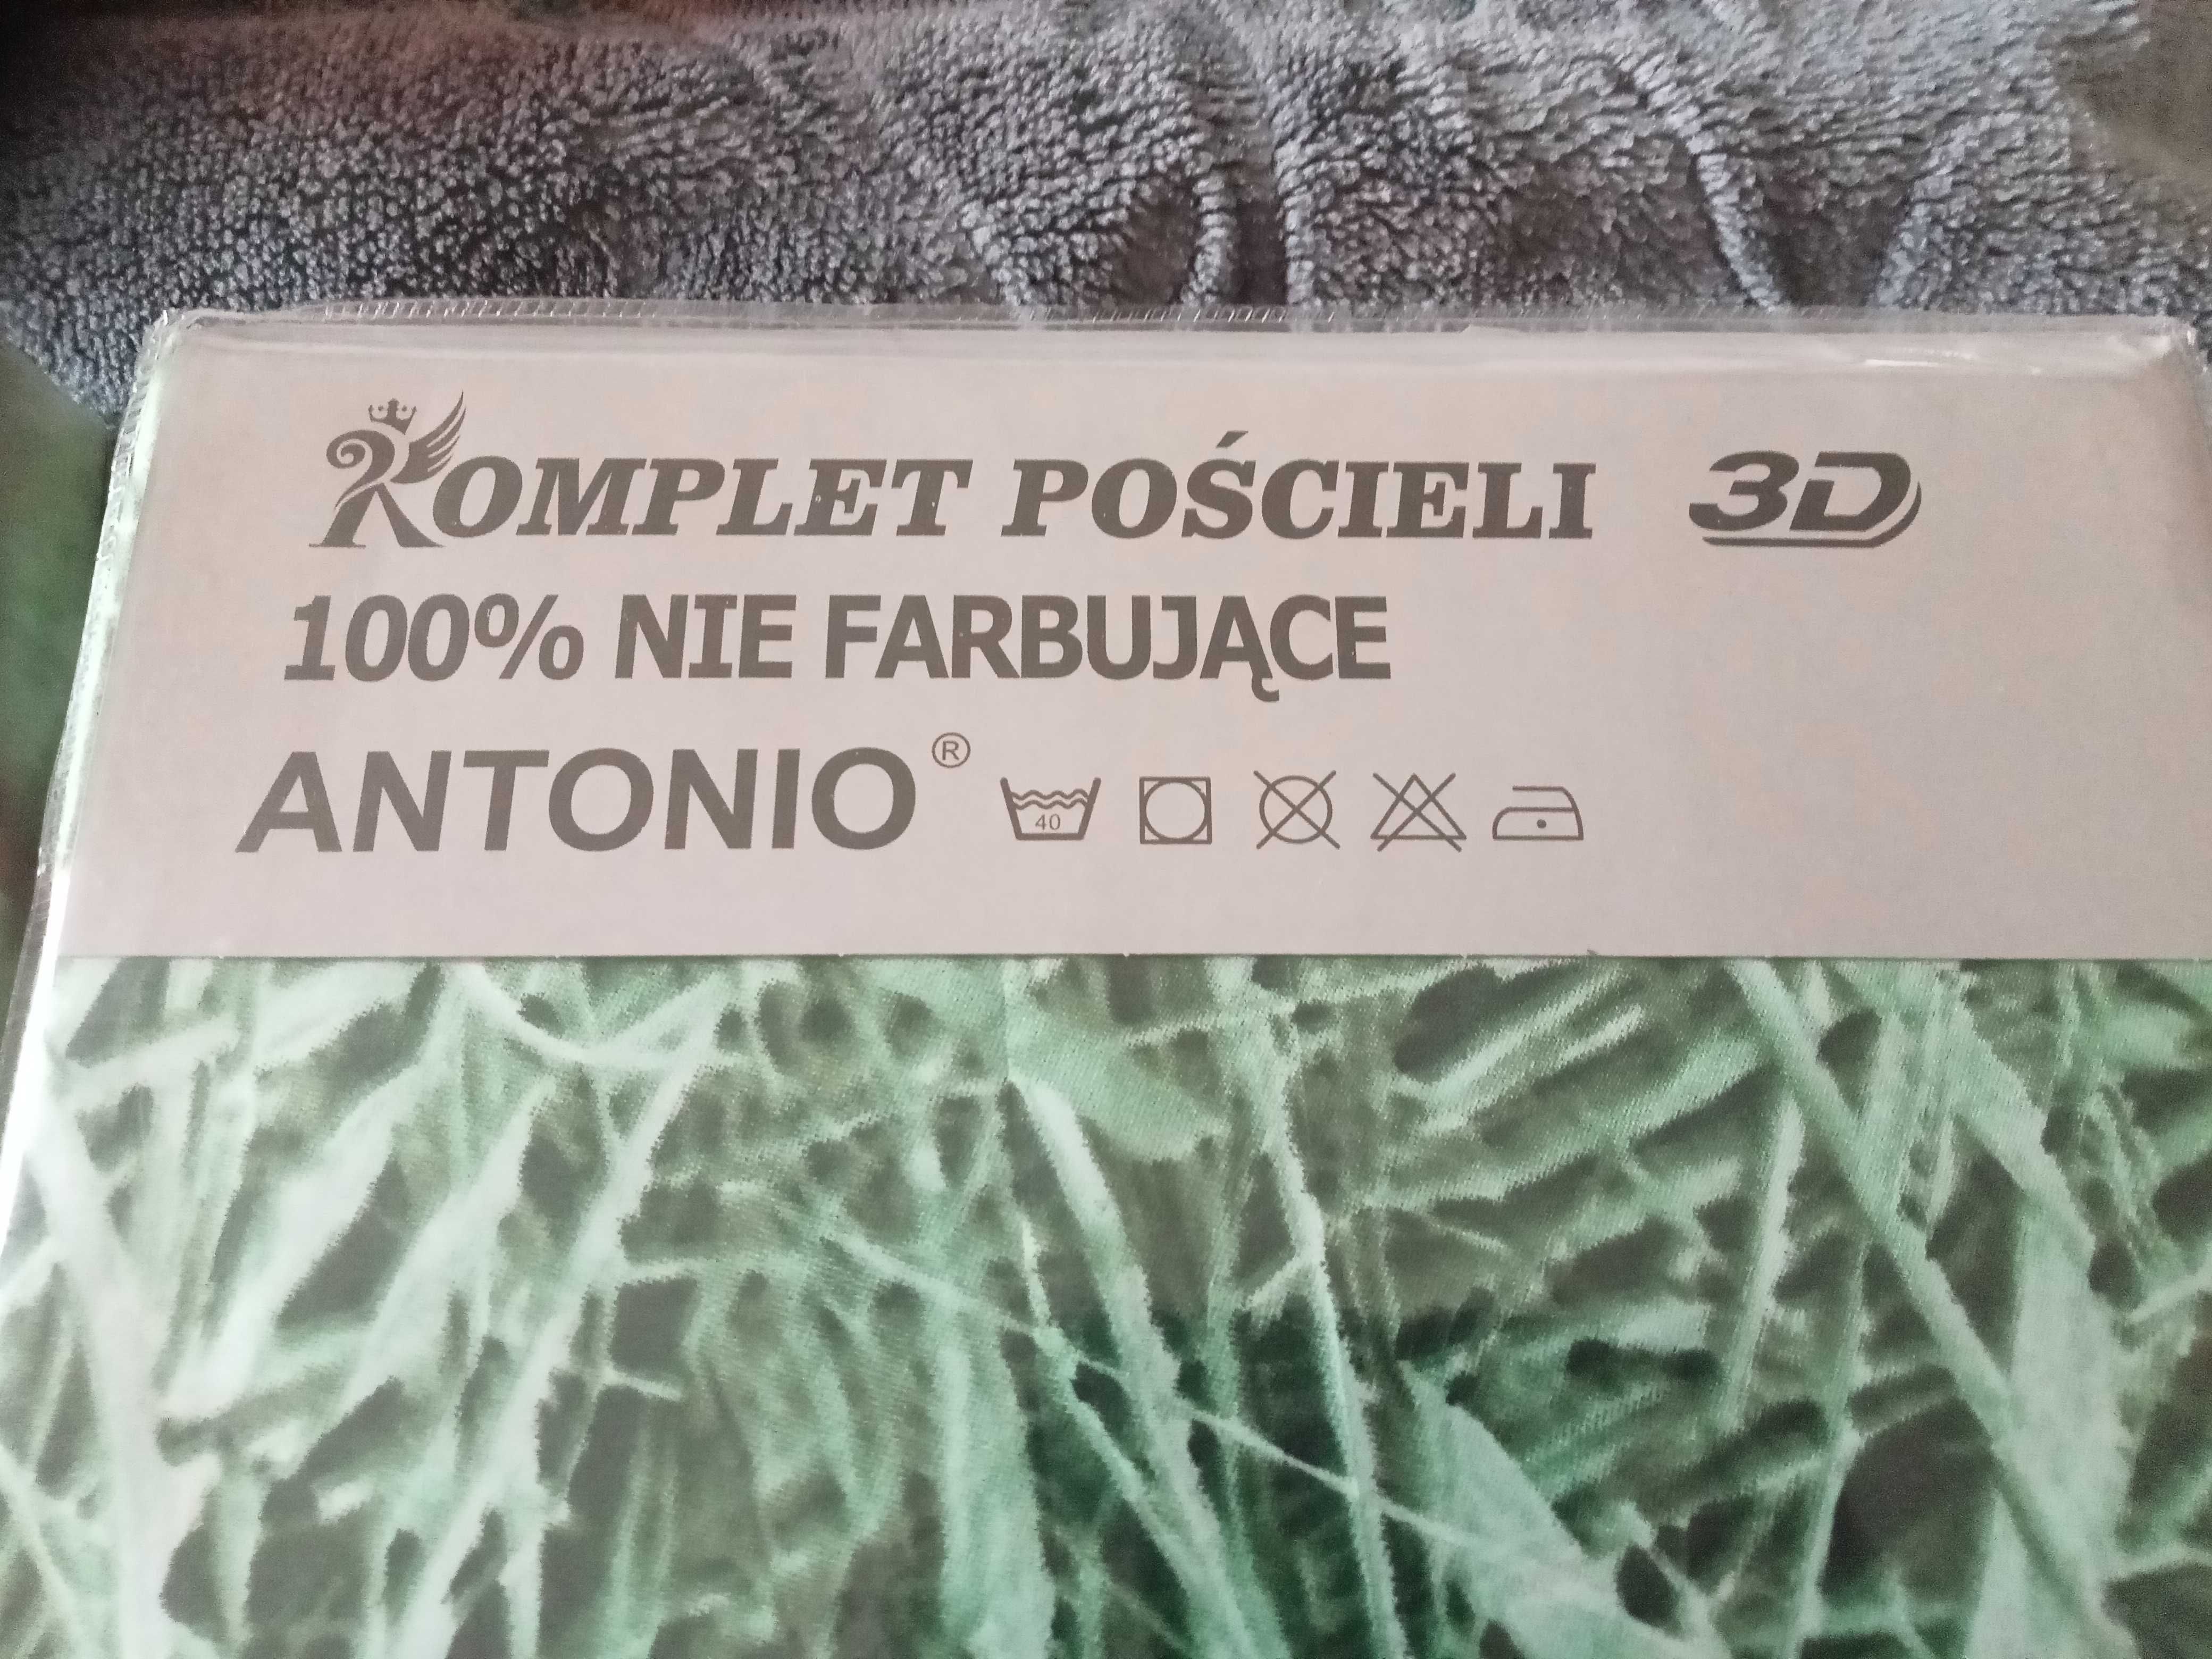 KOMPLET POŚCIELI 3D
100% NIE FARBUJĄCE
ANTONIO® 40